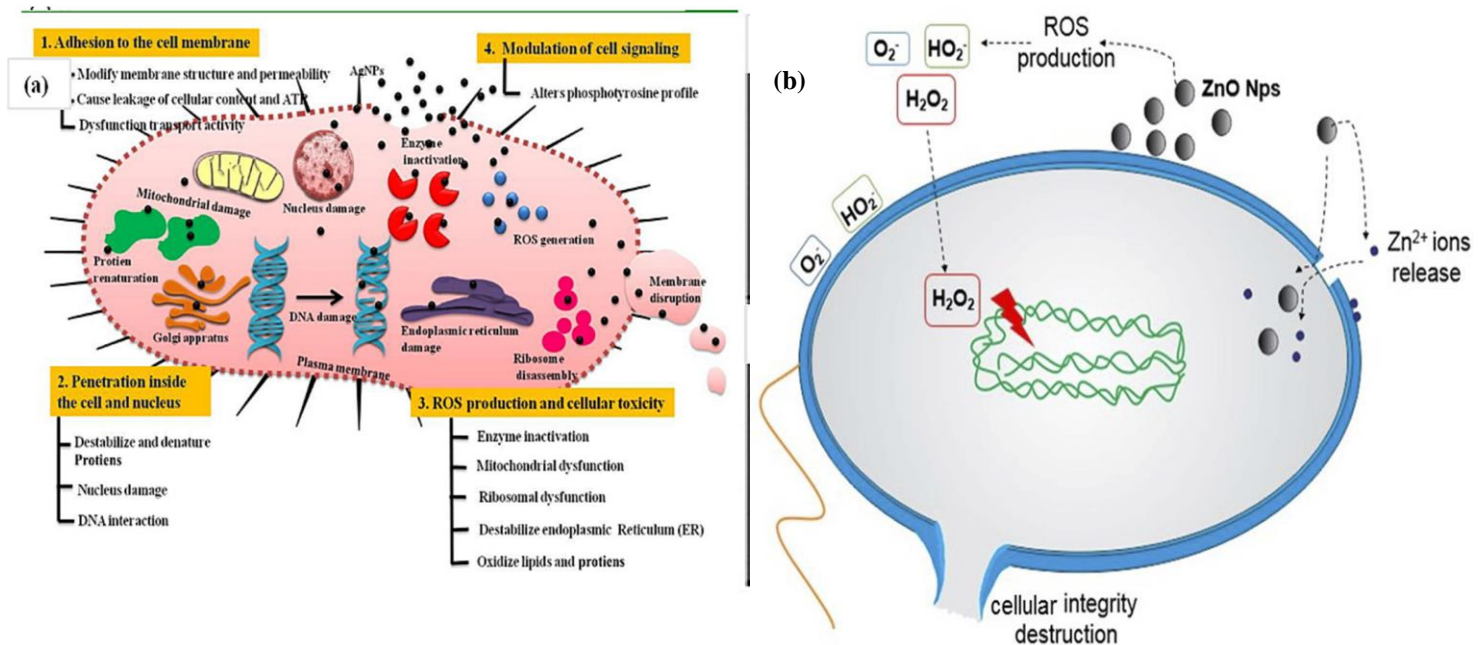 (a)
1. Adhesion to the cell membrane
Modify membrane structure and permeability
Cause leakage of cellular content and ATP
Dysfunction transport activity
AgNPs
4. Modulation of cell signaling
Alters phosphotyrosine profile
Enzyme
inactivation
Mitochondrial damage
Nucleus damage
ROS generation
Protien
renaturation
Membrane
disruption
Golgi appratus
DNA damage
Endoplasmic reticulum
damage
Ribosome
disassembly
Plasma membrane
2. Penetration inside
the cell and nucleus
Destabilize and denature
Protiens
Nucleus damage
DNA interaction
3. ROS production and cellular toxicity
Enzyme inactivation
Mitochondrial dysfunction
Ribosomal dysfunction
Destabilize endoplasmic Reticulum (ER)
Oxidize lipids and protiens
(b)
O₂⁻
HO₂⁻
H₂O₂
ROS
production
ZnO Nps
HO₂⁻
O₂⁻
H₂O₂
Zn²⁺ ions
release
cellular integrity
destruction